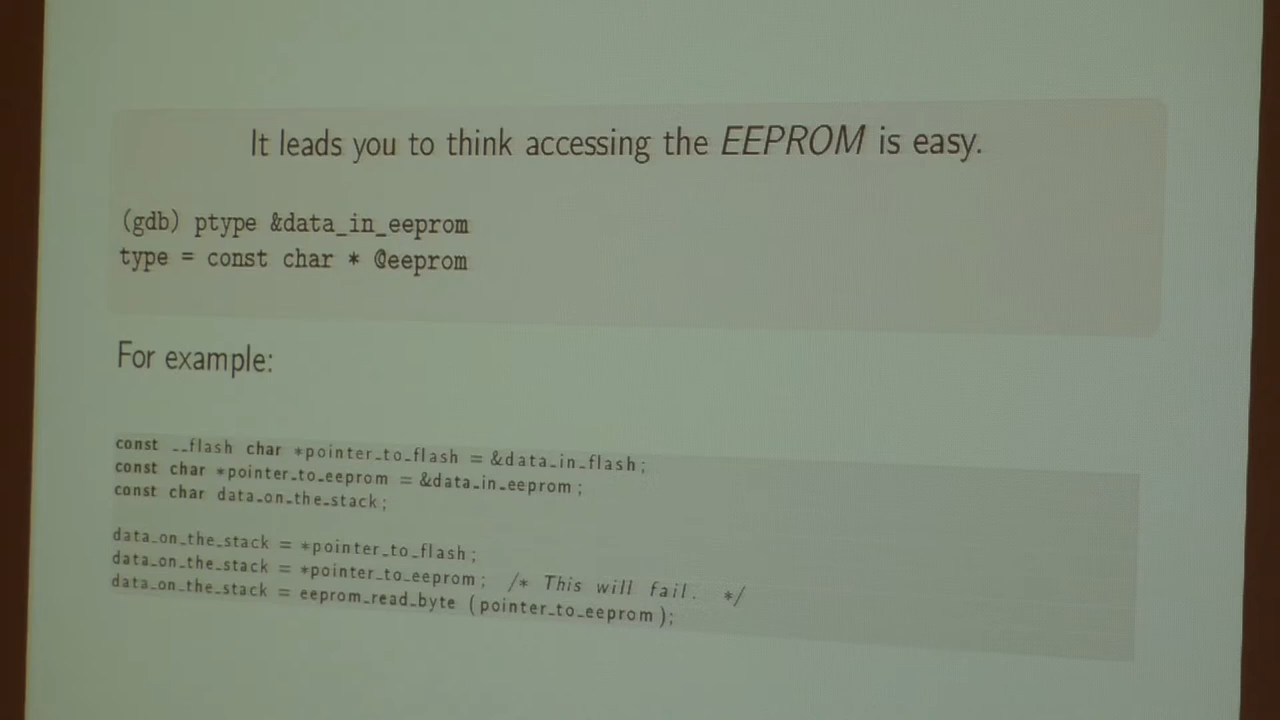 It leads you to think accessing the EEPROM is easy.
(gdb) ptype &data_in_eeprom
type = const char * @eeprom
For example:
const __flash char *pointer_to_flash = &data_in_flash;
const char *pointer_to_eeprom = &data_in_eeprom;
const char data_on_the_stack;
data_on_the_stack = *pointer_to_flash;
data_on_the_stack = *pointer_to_eeprom; /* This will fail. */
data_on_the_stack = eeprom_read_byte (pointer_to_eeprom);